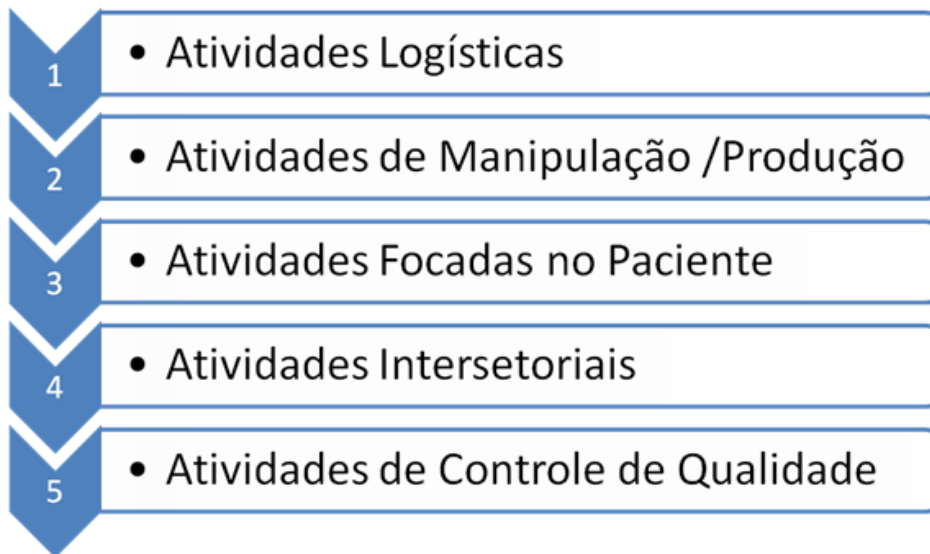 1 • Atividades Logísticas
2 • Atividades de Manipulação /Produção
3 • Atividades Focadas no Paciente
4 • Atividades Intersetoriais
5 • Atividades de Controle de Qualidade